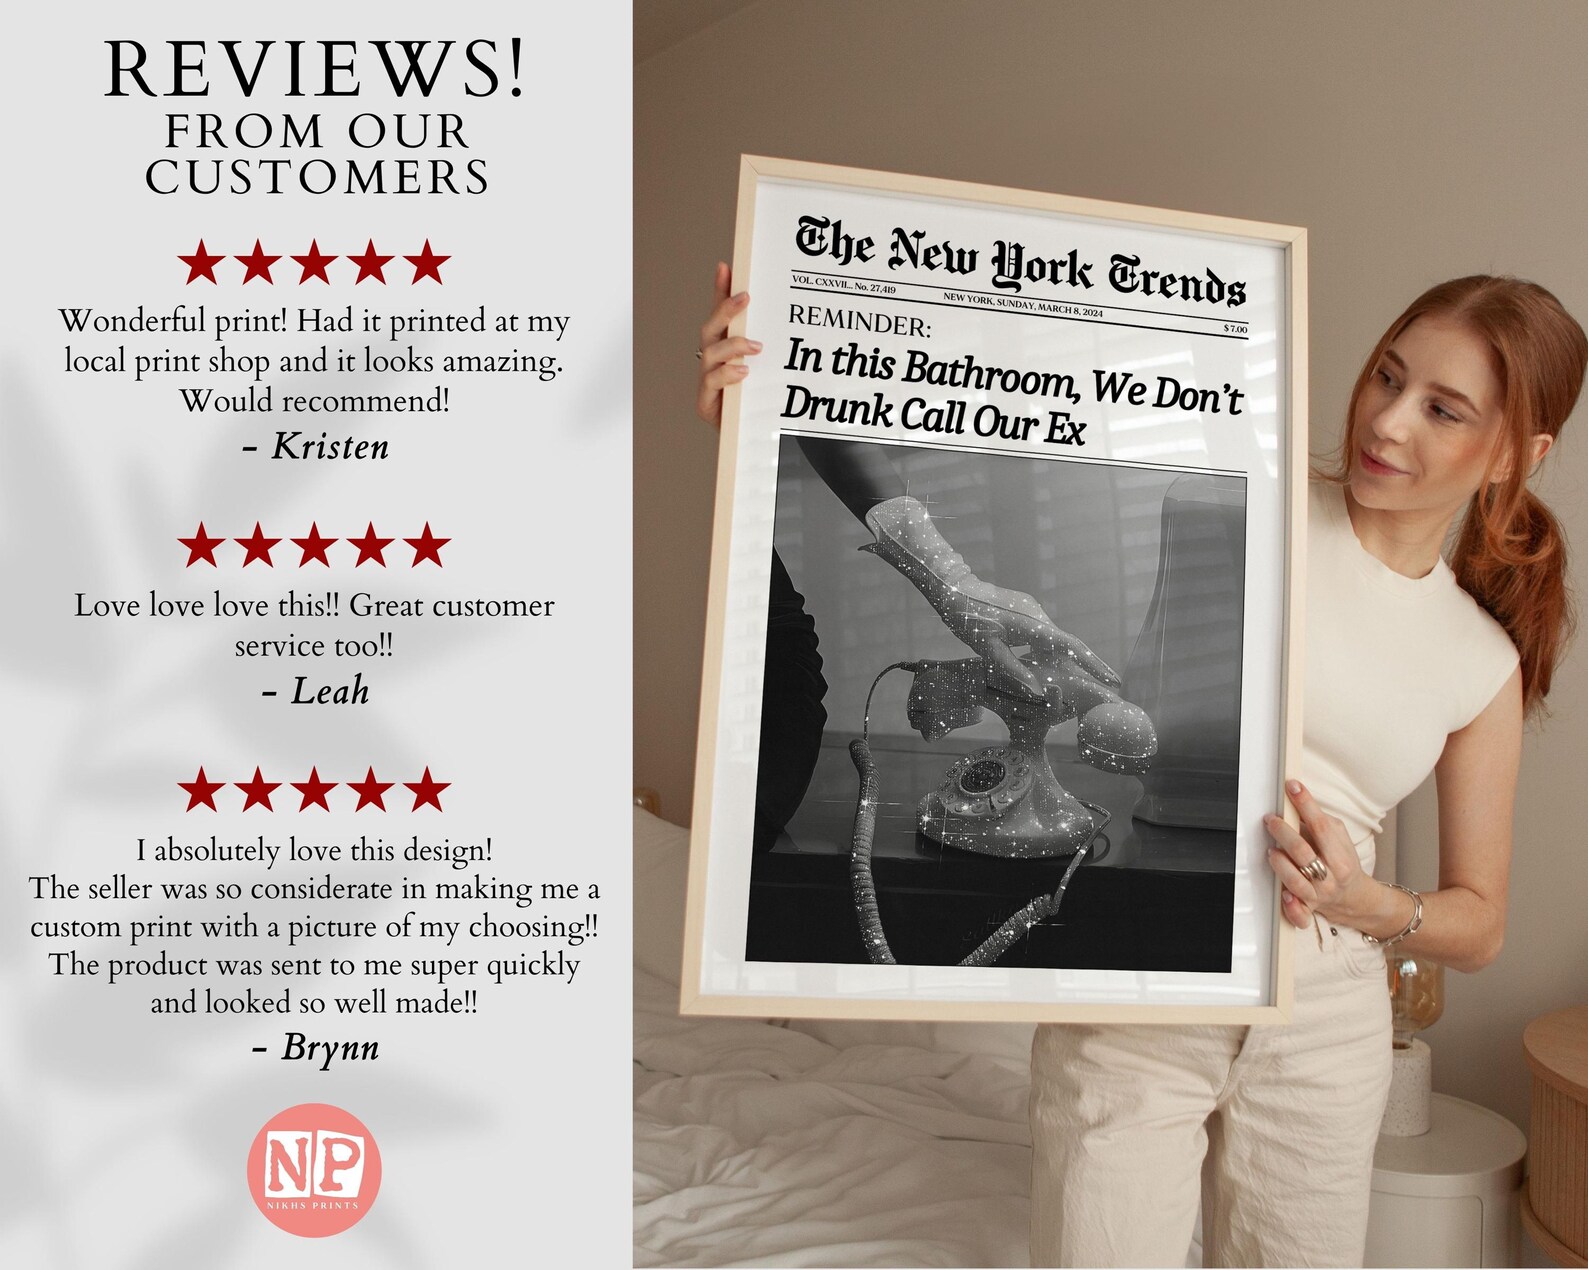 REVIEWS!
FROM OUR
CUSTOMERS
Wonderful print! Had it printed at my
local print shop and it looks amazing.
Would recommend!
- Kristen
Love love love this!! Great customer
service too!!
- Leah
I absolutely love this design!
The seller was so considerate in making me a
custom print with a picture of my choosing!!
The product was sent to me super quickly
and looked so well made!!
- Brynn
NP
NIKHS PRINTS
The New York Trends
VOL. CXXVII... No. 27,419 NEW YORK, SUNDAY, MARCH 8, 2024 $7.00
REMINDER:
In this Bathroom, We Don't
Drunk Call Our Ex